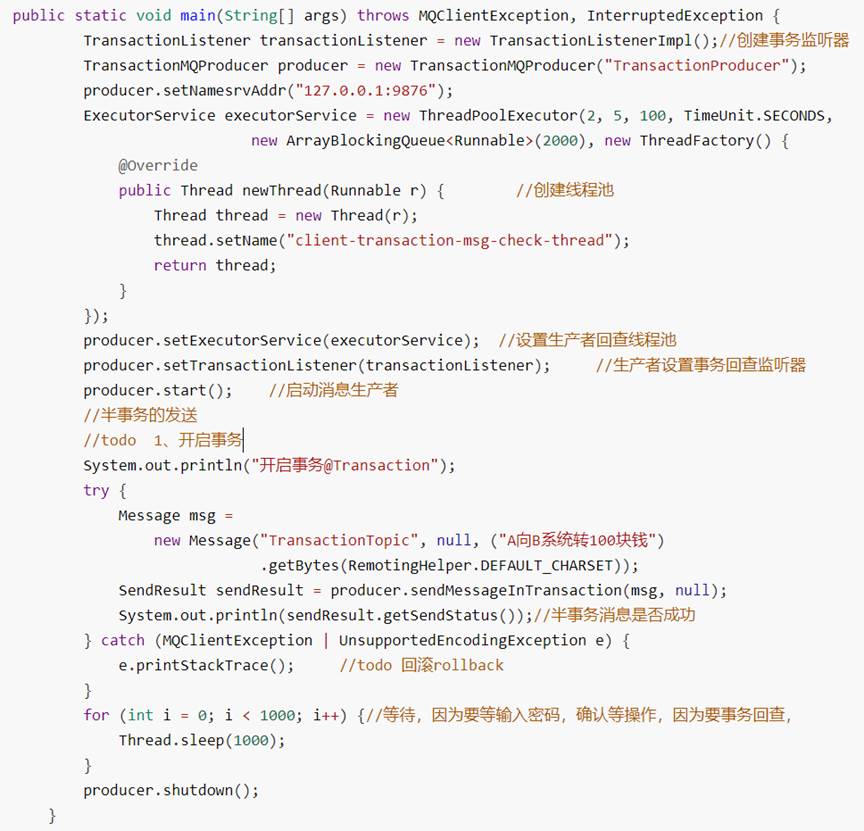 public static void main(String[] args) throws MQClientException, InterruptedException {
TransactionListener transactionListener = new TransactionListenerImpl();//创建事务监听器
TransactionMQProducer producer = new TransactionMQProducer("TransactionProducer");
producer.setNamesrvAddr("127.0.0.1:9876");
ExecutorService executorService = new ThreadPoolExecutor(2, 5, 100, TimeUnit.SECONDS,
new ArrayBlockingQueue<Runnable>(2000), new ThreadFactory() {
@Override
public Thread newThread(Runnable r) { //创建线程池
Thread thread = new Thread(r);
thread.setName("client-transaction-msg-check-thread");
return thread;
}
});
producer.setExecutorService(executorService); //设置生产者回查线程池
producer.setTransactionListener(transactionListener); //生产者设置事务回查监听器
producer.start(); //启动消息生产者
//半事务的发送
//todo 1、开启事务
System.out.println("开启事务@Transaction");
try {
Message msg =
new Message("TransactionTopic", null, ("A向B系统转100块钱")
.getBytes(RemotingHelper.DEFAULT_CHARSET));
SendResult sendResult = producer.sendMessageInTransaction(msg, null);
System.out.println(sendResult.getSendStatus());//半事务消息是否成功
} catch (MQClientException | UnsupportedEncodingException e) {
e.printStackTrace(); //todo 回滚rollback
}
for (int i = 0; i < 1000; i++) {//等待，因为要等输入密码，确认等操作，因为要事务回查，
Thread.sleep(1000);
}
producer.shutdown();
}